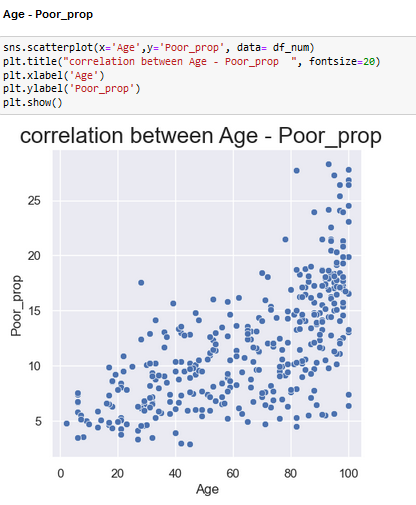 Age - Poor_prop
sns.scatterplot(x='Age',y='Poor_prop', data= df_num)
plt.title("correlation between Age - Poor_prop  ", fontsize=20)
plt.xlabel('Age')
plt.ylabel('Poor_prop')
plt.show()
correlation between Age - Poor_prop
25
20
15
10
5
Poor_prop
0 20 40 60 80 100
Age